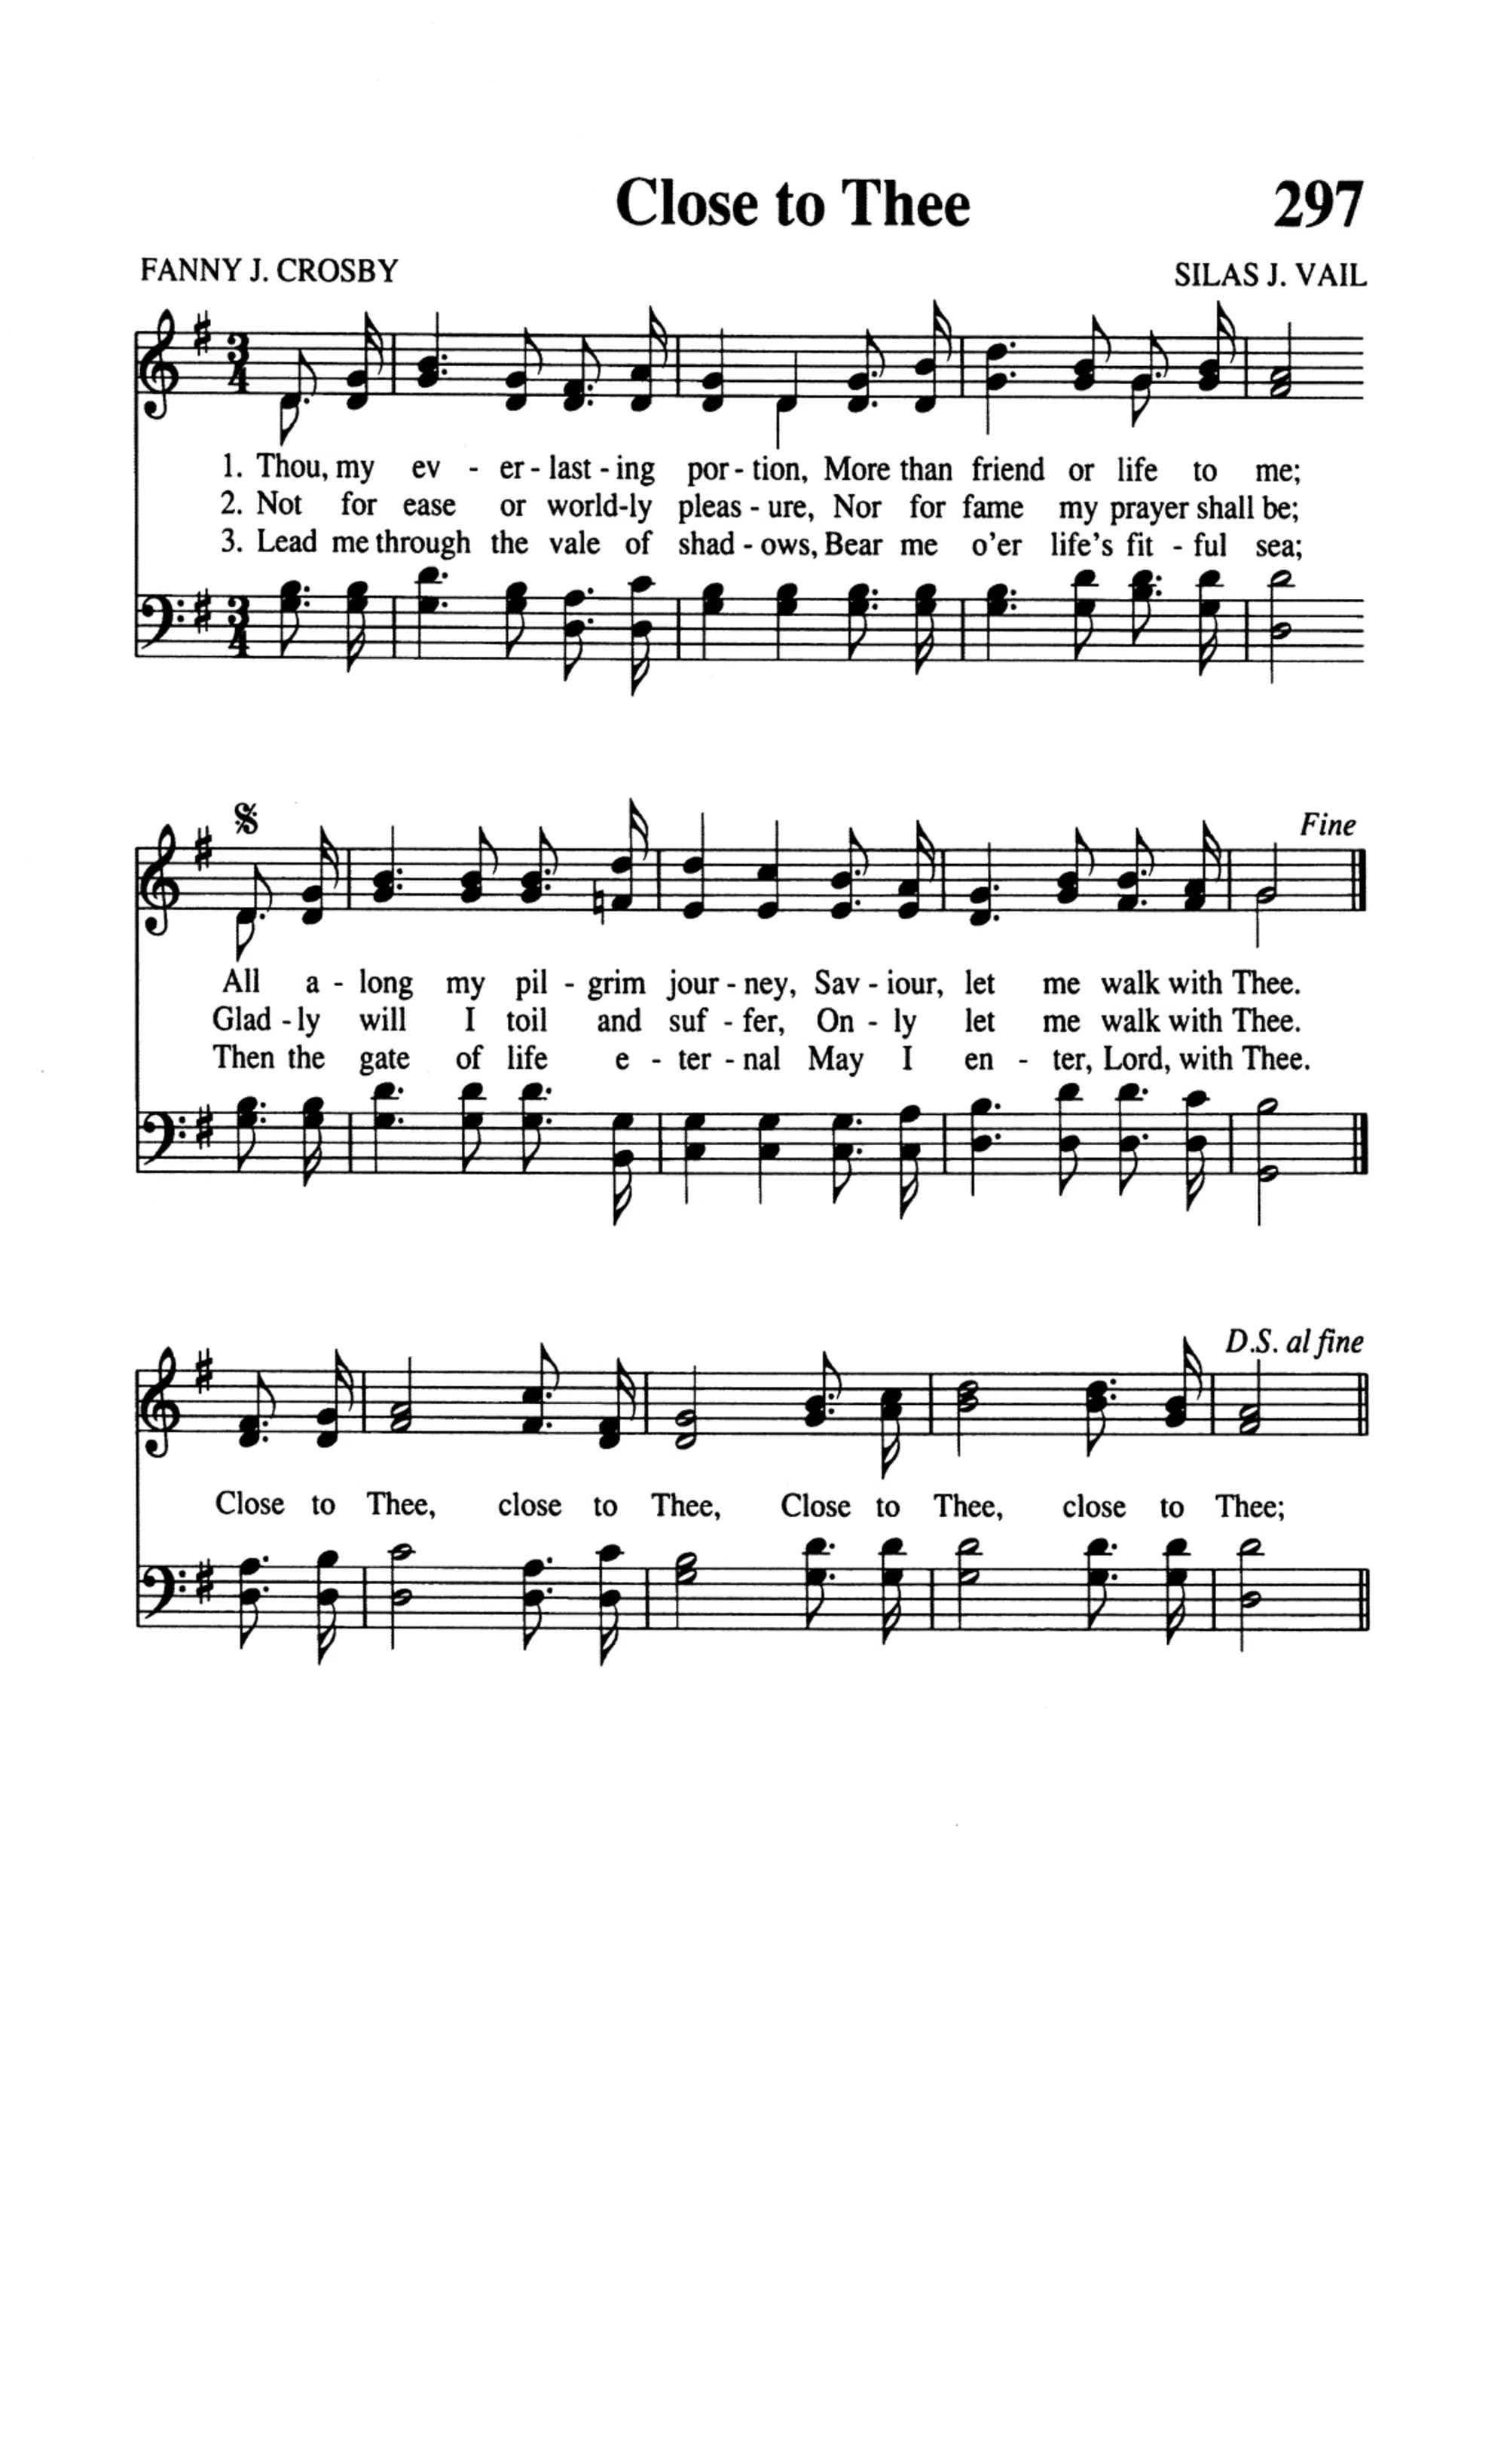 Close to Thee 297
FANNY J. CROSBY SILAS J. VAIL
3
4
1. Thou, my ev - er - last - ing por - tion, More than friend or life to me;
2. Not for ease or world-ly pleas - ure, Nor for fame my prayer shall be;
3. Lead me through the vale of shad - ows, Bear me o'er life's fit - ful sea;
3
4
Fine
All a - long my pil - grim jour - ney, Sav - iour, let me walk with Thee.
Glad - ly will I toil and suf - fer, On - ly let me walk with Thee.
Then the gate of life e - ter - nal May I en - ter, Lord, with Thee.
D.S. al fine
Close to Thee, close to Thee, Close to Thee, close to Thee;